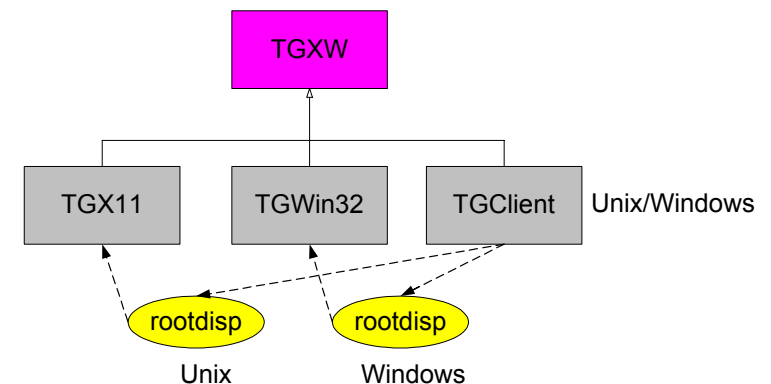 TGXW
TGX11
TGWin32
TGClient
Unix/Windows
rootdisp
rootdisp
Unix
Windows